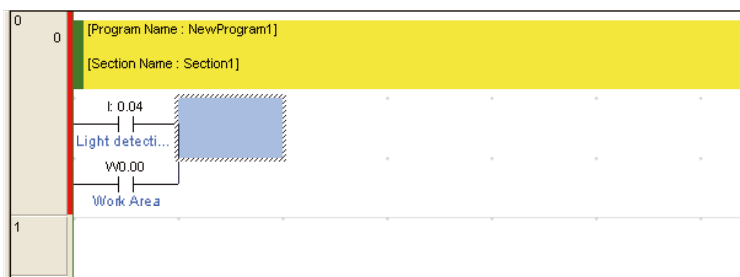 0
0
[Program Name : NewProgram1]
[Section Name : Section1]
I: 0.04
Light detecti...
W0.00
Work Area
1